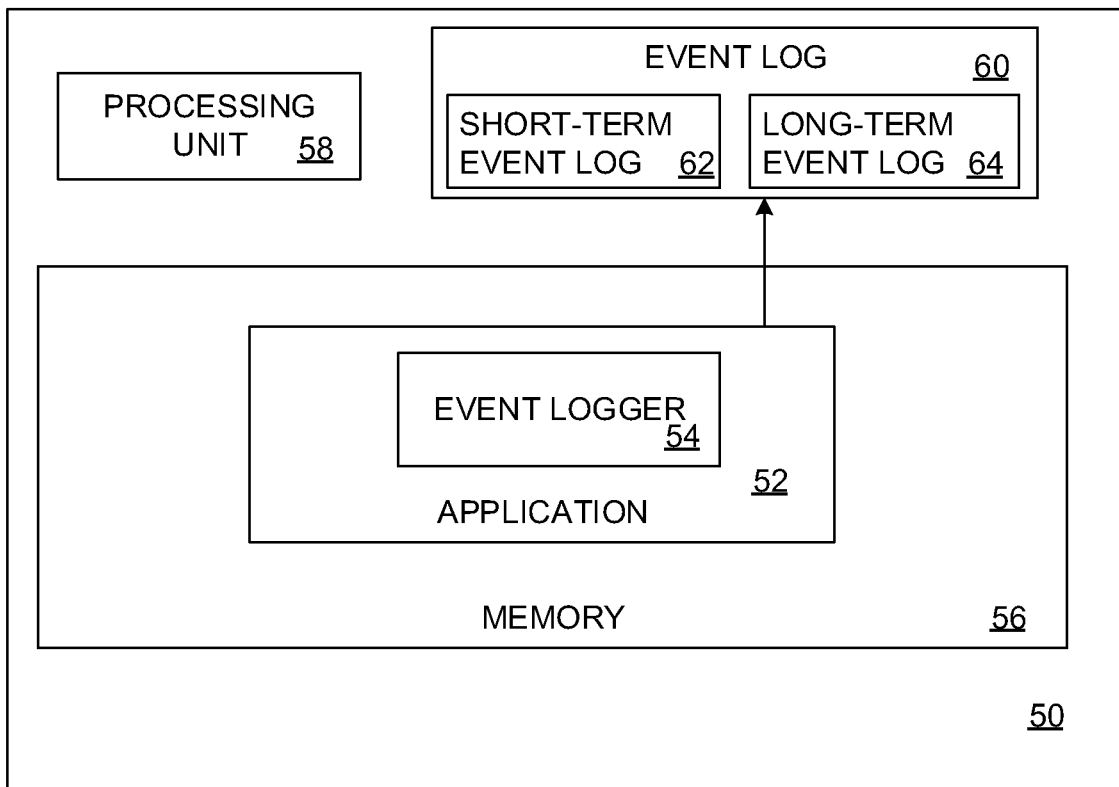 EVENT LOG 60
PROCESSING
UNIT 58
SHORT-TERM
EVENT LOG 62
LONG-TERM
EVENT LOG 64
EVENT LOGGER
54
52
APPLICATION
MEMORY 56
50